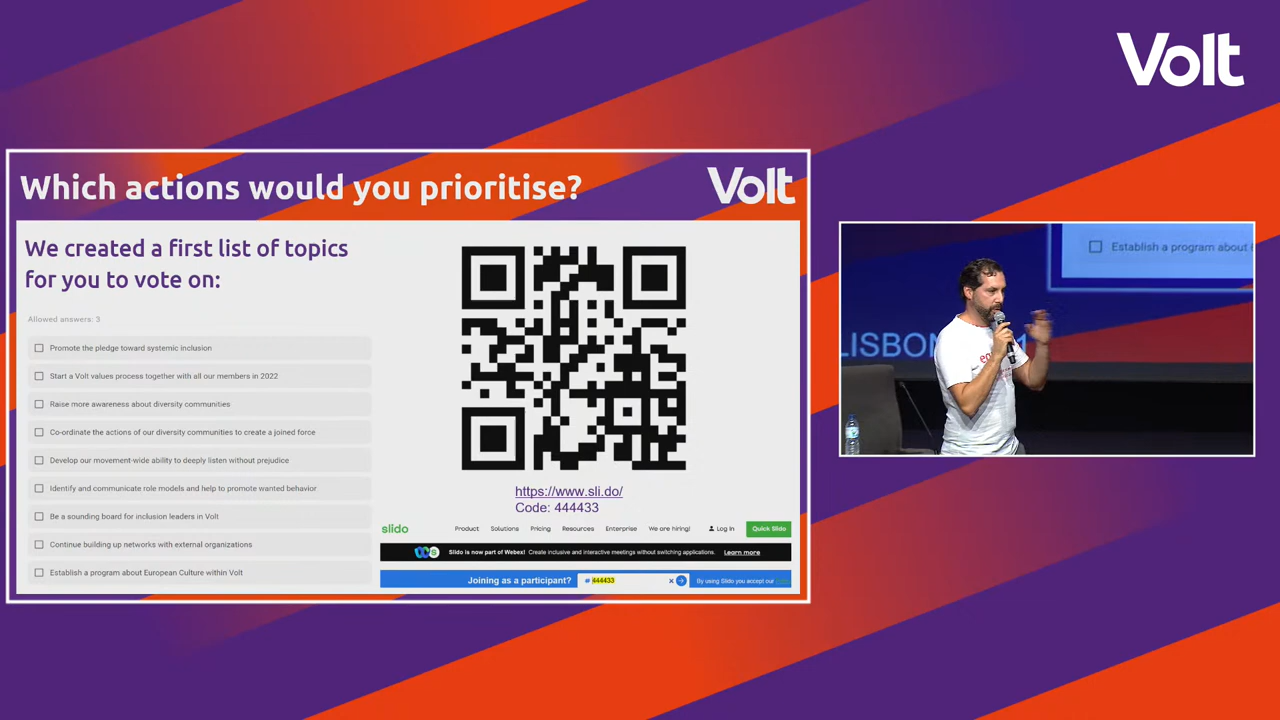 Volt
Which actions would you prioritise?
Volt
We created a first list of topics
for you to vote on:
Allowed answers: 3
Promote the pledge toward systemic inclusion
Start a Volt values process together with all our members in 2022
Raise more awareness about diversity communities
Co-ordinate the actions of our diversity communities to create a joined force
Develop our movement-wide ability to deeply listen without prejudice
Identify and communicate role models and help to promote wanted behavior
Be a sounding board for inclusion leaders in Volt
Continue building up networks with external organizations
Establish a program about European Culture within Volt
https://www.sli.do/
Code: 444433
slido Product Solutions Pricing Resources Enterprise We are hiring! Log In Quick Slido
Slido is now part of Webex! Create inclusive and interactive meetings without switching applications. Learn more
Joining as a participant? # 444433 By using Slido you accept our
Establish a program about
LISBON